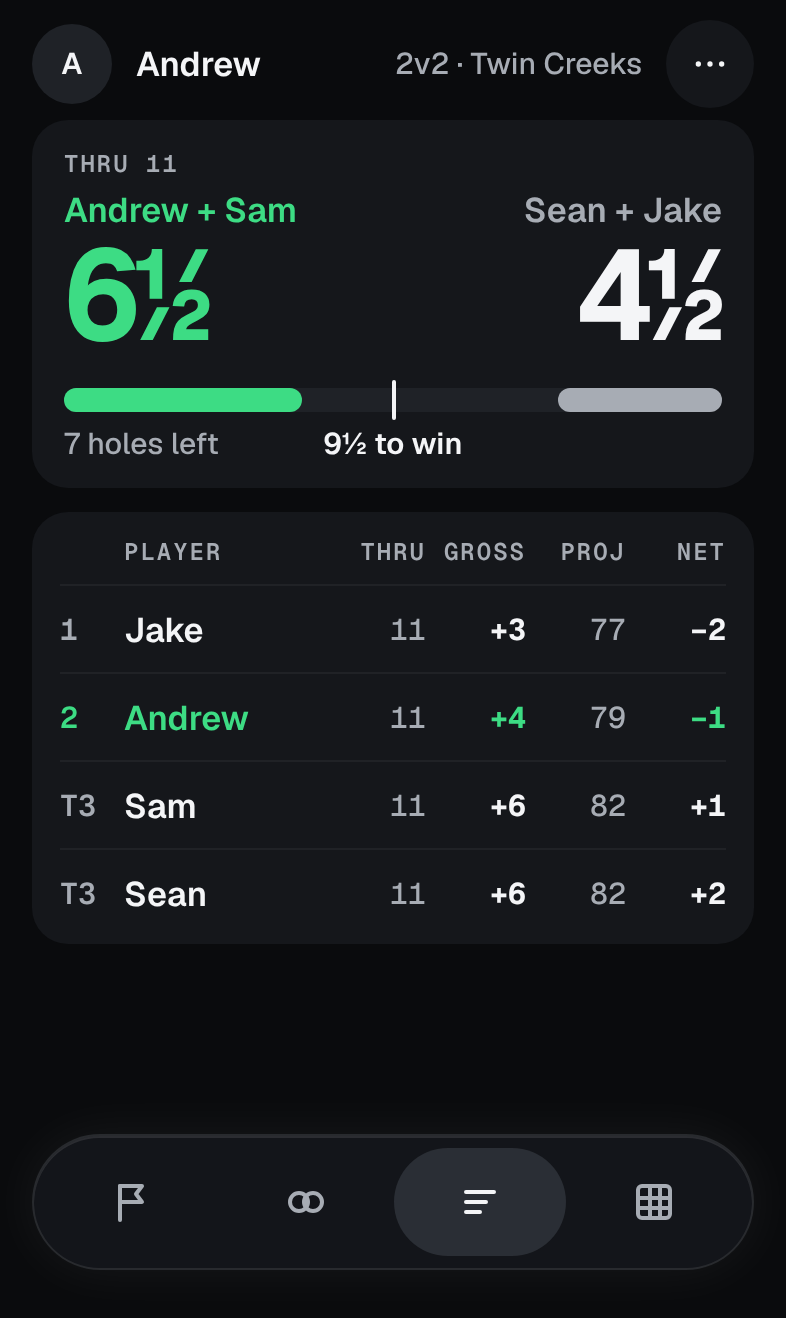 A Andrew 2v2 · Twin Creeks ...
THRU 11
Andrew + Sam Sean + Jake
6½ 4½
7 holes left 9½ to win
PLAYER THRU GROSS PROJ NET
1 Jake 11 +3 77 −2
2 Andrew 11 +4 79 −1
T3 Sam 11 +6 82 +1
T3 Sean 11 +6 82 +2